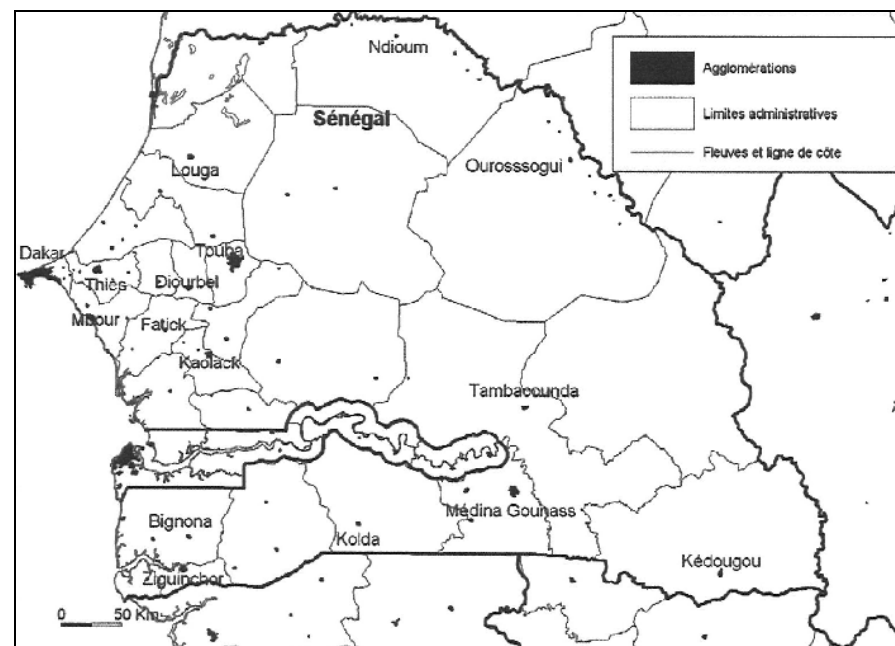 Ndioum
Agglomérations
Limites administratives
Fleuves et ligne de côte
Sénégal
Ourosssogui
Louga
Dakar
Touba
Thiès
Diourbel
Mbour
Fatick
Kaolack
Tambacounda
Médina Gounass
Bignona
Kolda
Kédougou
Ziguinchor
0 50 Km